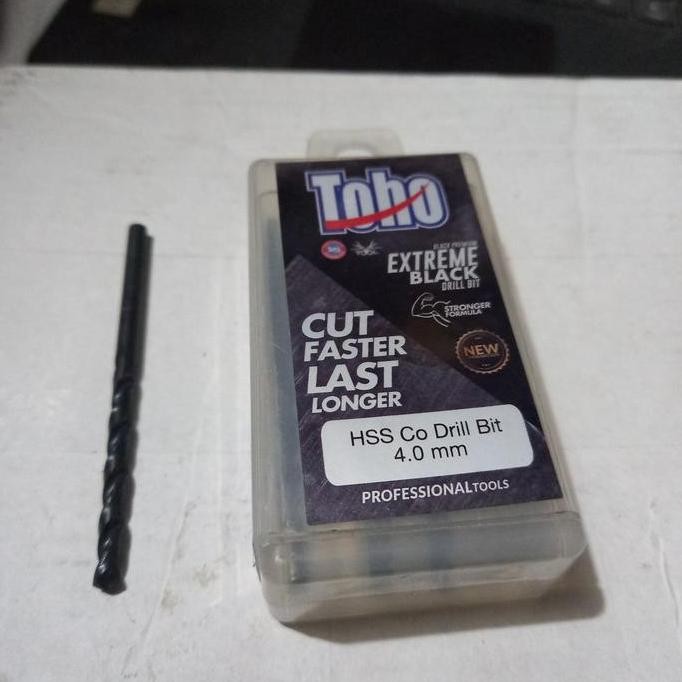 Toho
TOOL
BLACK PREMIUM
EXTREME
BLACK
DRILL BIT
STRONGER
FORMULA
CUT
FASTER
LAST
LONGER
NEW
HSS Co Drill Bit
4.0 mm
PROFESSIONALTOOLS